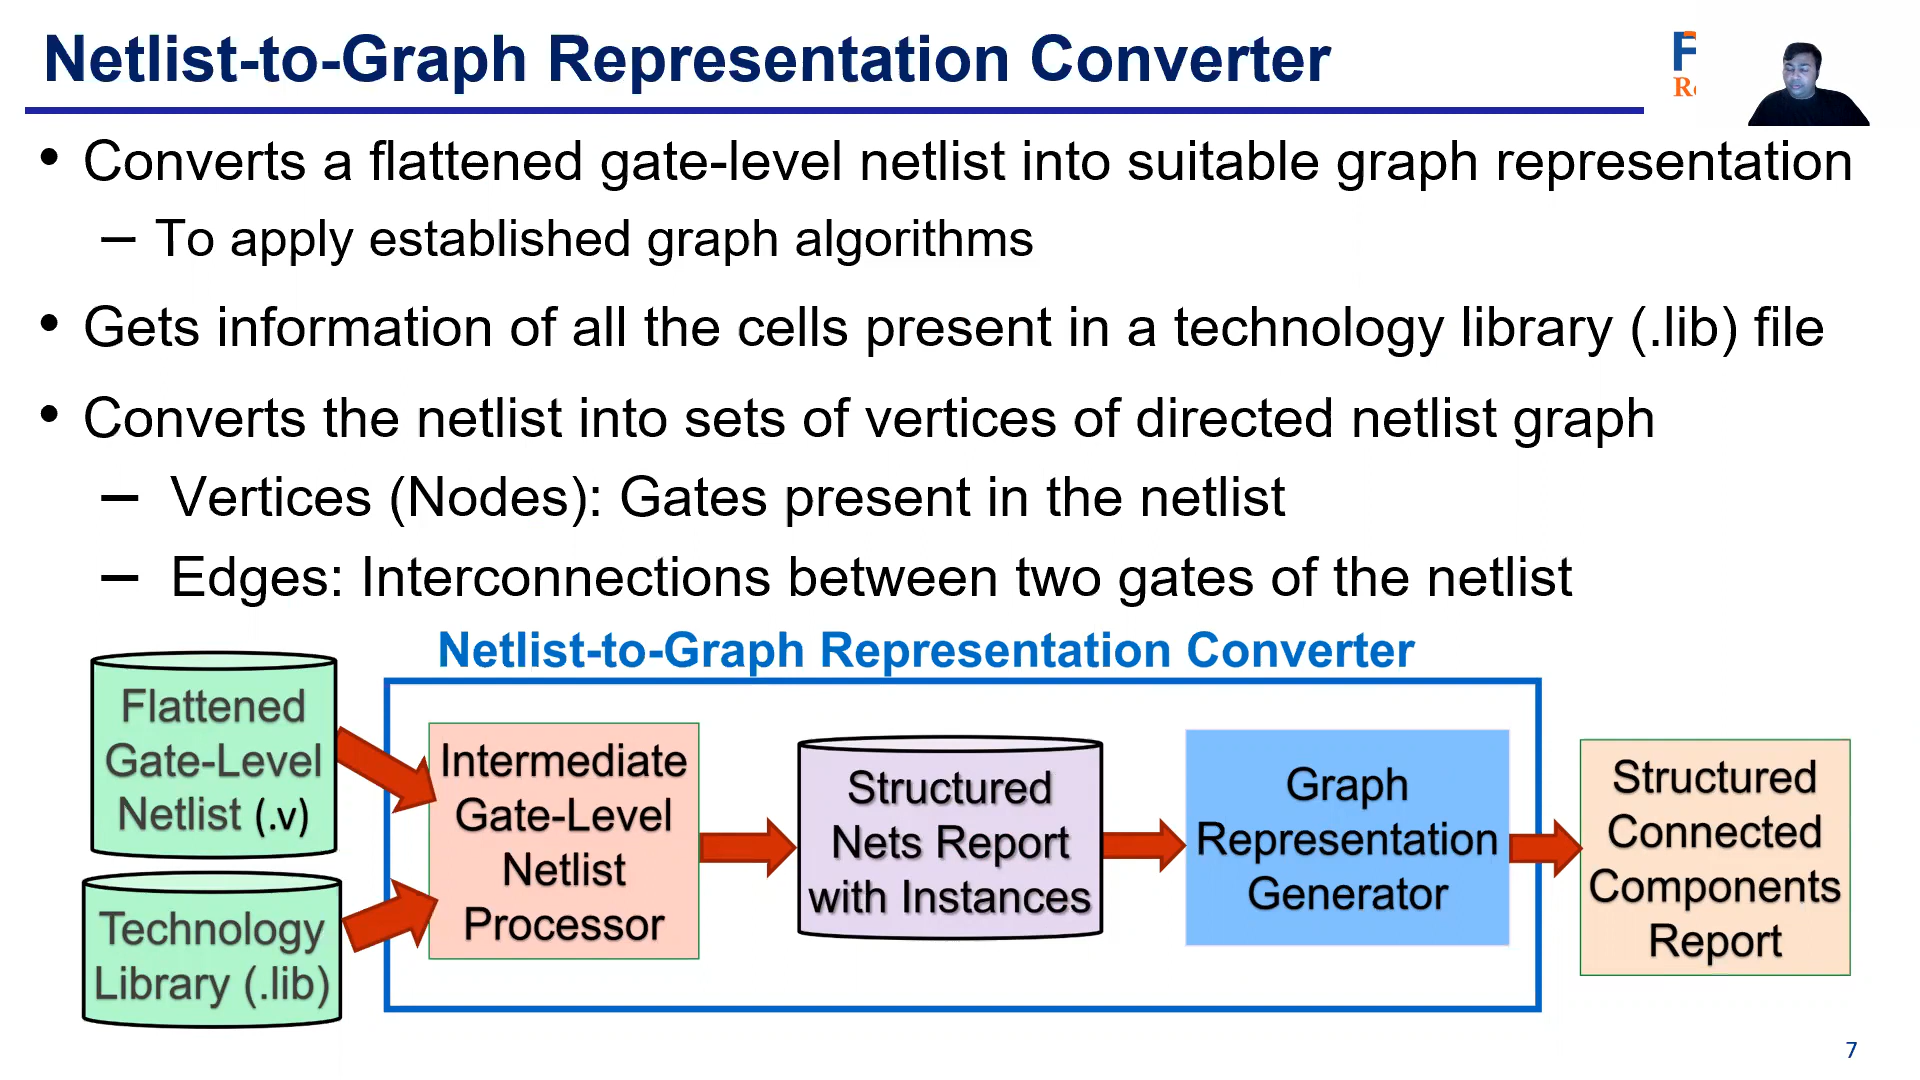 Netlist-to-Graph Representation Converter
• Converts a flattened gate-level netlist into suitable graph representation
– To apply established graph algorithms
• Gets information of all the cells present in a technology library (.lib) file
• Converts the netlist into sets of vertices of directed netlist graph
– Vertices (Nodes): Gates present in the netlist
– Edges: Interconnections between two gates of the netlist
Netlist-to-Graph Representation Converter
Flattened
Gate-Level
Netlist (.v)
Technology
Library (.lib)
Intermediate
Gate-Level
Netlist
Processor
Structured
Nets Report
with Instances
Graph
Representation
Generator
Structured
Connected
Components
Report
7